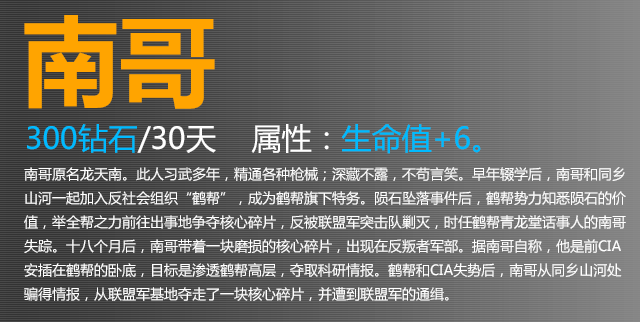 南哥
300钻石/30天 属性：生命值+6。
南哥原名龙天南。此人习武多年，精通各种枪械；深藏不露，不苟言笑。早年辍学后，南哥和同乡
山河一起加入反社会组织“鹤帮”，成为鹤帮旗下特务。陨石坠落事件后，鹤帮势力知悉陨石的价
值，举全帮之力前往出事地争夺核心碎片，反被联盟军突击队剿灭，时任鹤帮青龙堂话事人的南哥
失踪。十八个月后，南哥带着一块磨损的核心碎片，出现在反叛者军部。据南哥自称，他是前CIA
安插在鹤帮的卧底，目标是渗透鹤帮高层，夺取科研情报。鹤帮和CIA失势后，南哥从同乡山河处
骗得情报，从联盟军基地夺走了一块核心碎片，并遭到联盟军的通缉。